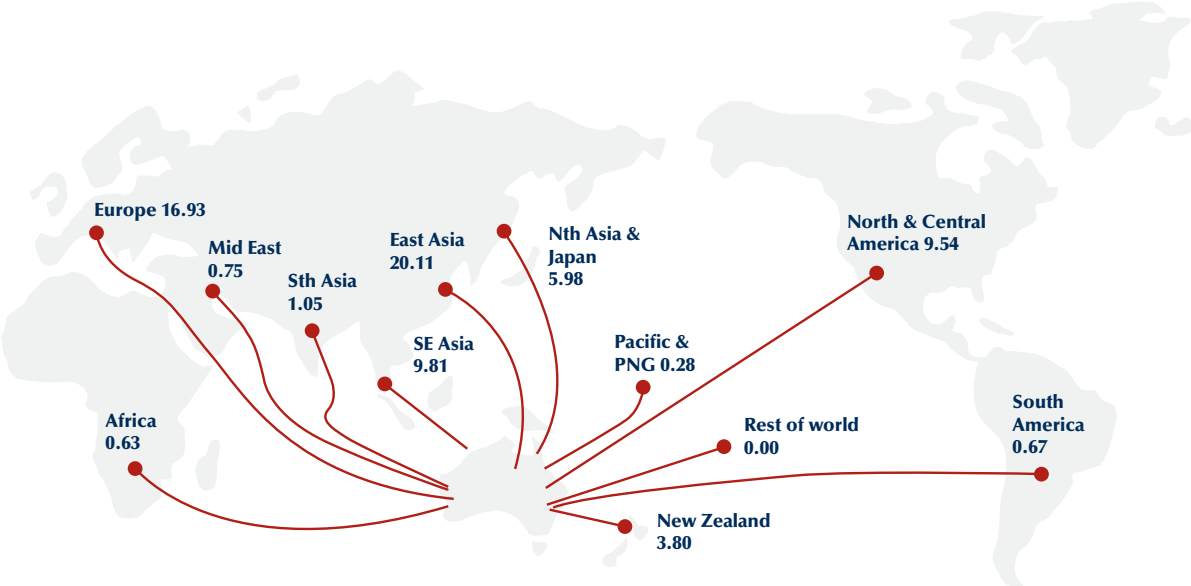 Europe 16.93
Mid East
0.75
Sth Asia
1.05
East Asia
20.11
Nth Asia &
Japan
5.98
North & Central
America 9.54
SE Asia
9.81
Pacific &
PNG 0.28
Africa
0.63
Rest of world
0.00
South
America
0.67
New Zealand
3.80